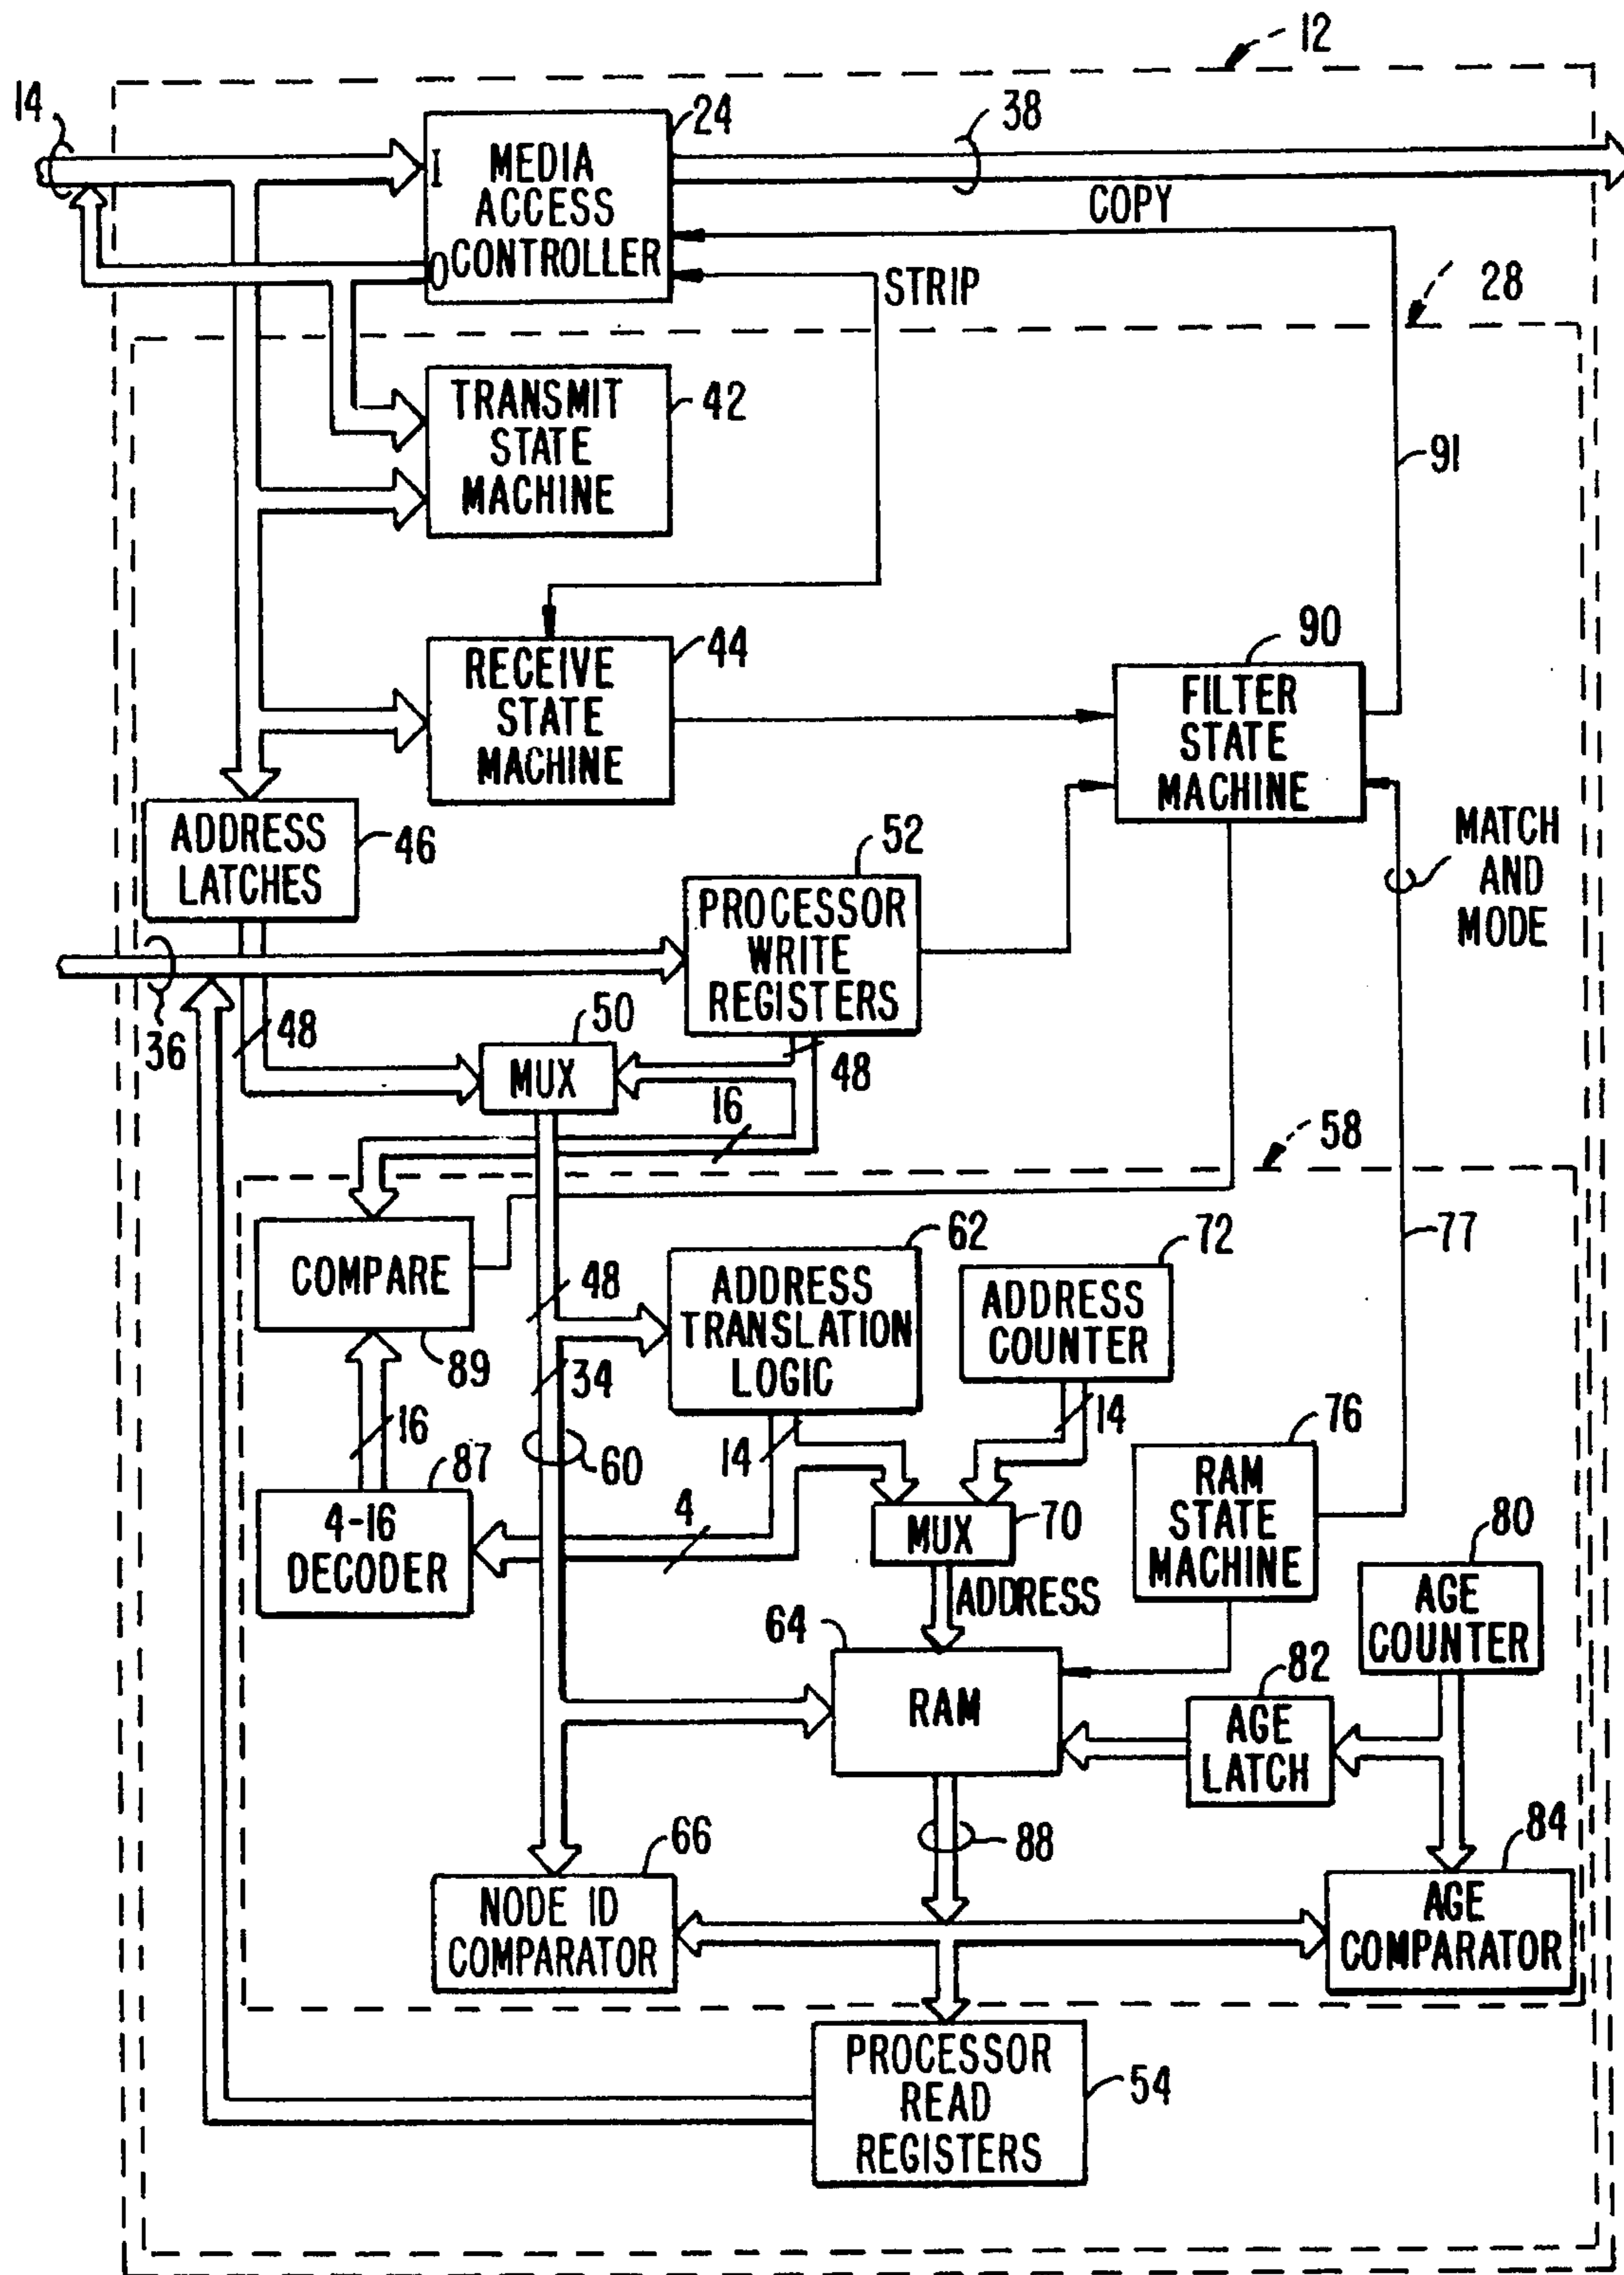 12
14
24
38
I
MEDIA
ACCESS
O CONTROLLER
COPY
STRIP
28
TRANSMIT
STATE
MACHINE
42
91
RECEIVE
STATE
MACHINE
44
90
FILTER
STATE
MACHINE
ADDRESS
LATCHES
46
52
PROCESSOR
WRITE
REGISTERS
MATCH
AND
MODE
36
48
50
MUX
48
16
58
COMPARE
89
48
62
ADDRESS
TRANSLATION
LOGIC
72
ADDRESS
COUNTER
77
34
16
87
60
14
14
76
RAM
STATE
MACHINE
4-16
DECODER
4
MUX
70
80
AGE
COUNTER
ADDRESS
64
RAM
82
AGE
LATCH
66
88
84
NODE ID
COMPARATOR
AGE
COMPARATOR
PROCESSOR
READ
REGISTERS
54